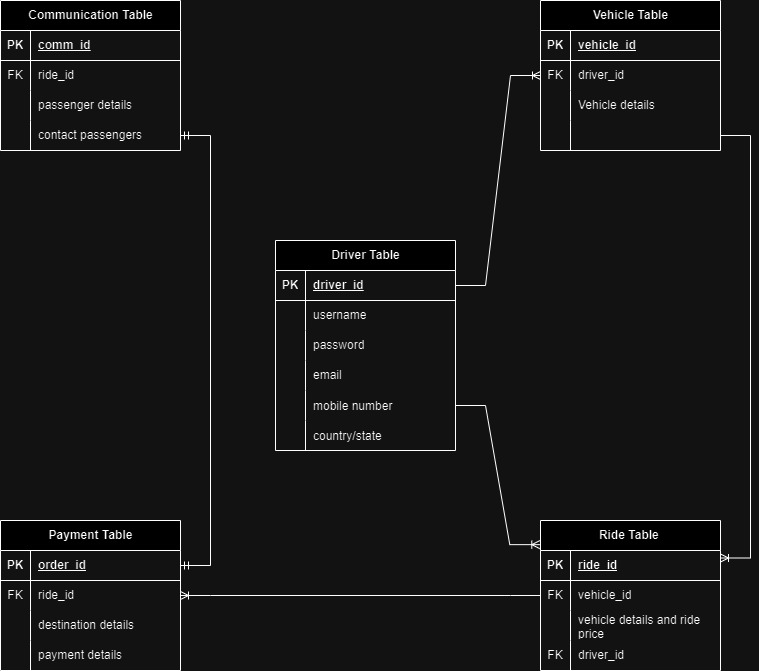 Communication Table
PK comm_id
FK ride_id
passenger details
contact passengers
Vehicle Table
PK vehicle_id
FK driver_id
Vehicle details
Driver Table
PK driver_id
username
password
email
mobile number
country/state
Payment Table
PK order_id
FK ride_id
destination details
payment details
Ride Table
PK ride_id
FK vehicle_id
vehicle details and ride
price
FK driver_id